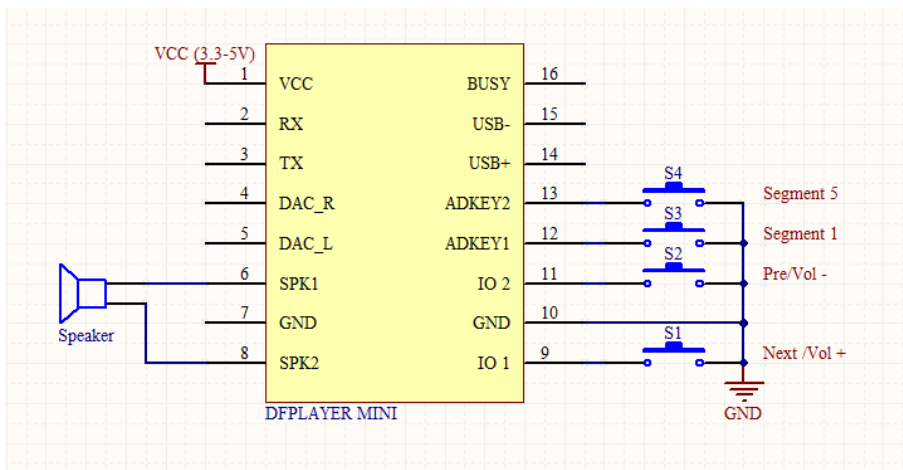 VCC (3.3-5V)
1 VCC BUSY 16
2 RX USB- 15
3 TX USB+ 14
S4
4 DAC_R ADKEY2 13 Segment 5
S3
5 DAC_L ADKEY1 12 Segment 1
S2
6 SPK1 IO 2 11 Pre/Vol -
7 GND GND 10
Speaker
S1
8 SPK2 IO 1 9 Next /Vol +
DFPLAYER MINI
GND